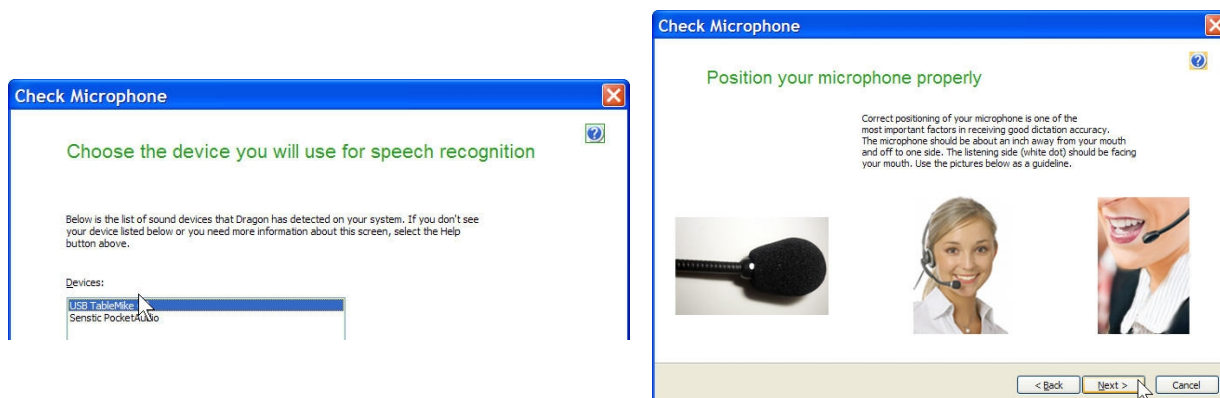 Check Microphone
Choose the device you will use for speech recognition
Below is the list of sound devices that Dragon has detected on your system. If you don't see
your device listed below or you need more information about this screen, select the Help
button above.
Devices:
USB TableMike
Senstic PocketAudio
Check Microphone
Position your microphone properly
Correct positioning of your microphone is one of the
most important factors in receiving good dictation accuracy.
The microphone should be about an inch away from your mouth
and off to one side. The listening side (white dot) should be facing
your mouth. Use the pictures below as a guideline.
< Back
Next >
Cancel